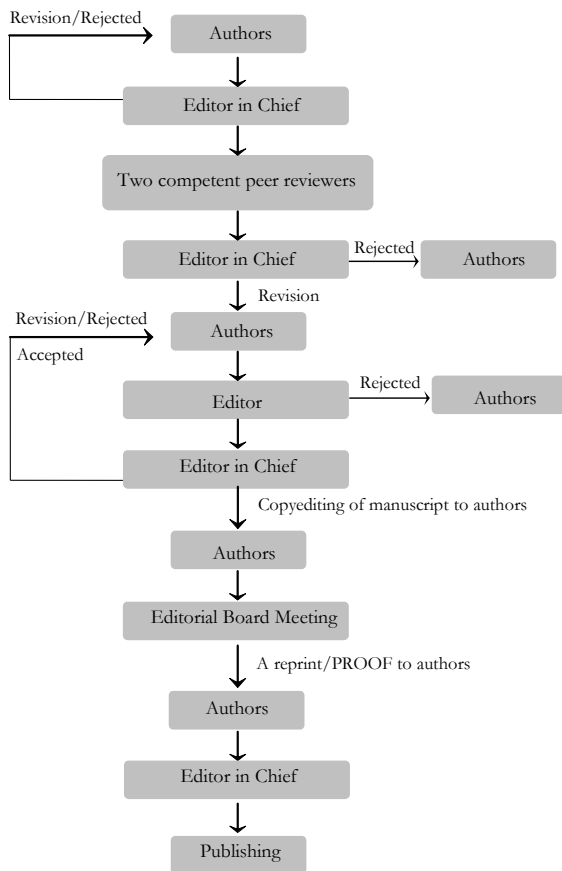 Revision/Rejected
Authors
Editor in Chief
Two competent peer reviewers
Editor in Chief
Rejected
Authors
Revision
Revision/Rejected
Accepted
Authors
Editor
Rejected
Authors
Editor in Chief
Copyediting of manuscript to authors
Authors
Editorial Board Meeting
A reprint/PROOF to authors
Authors
Editor in Chief
Publishing